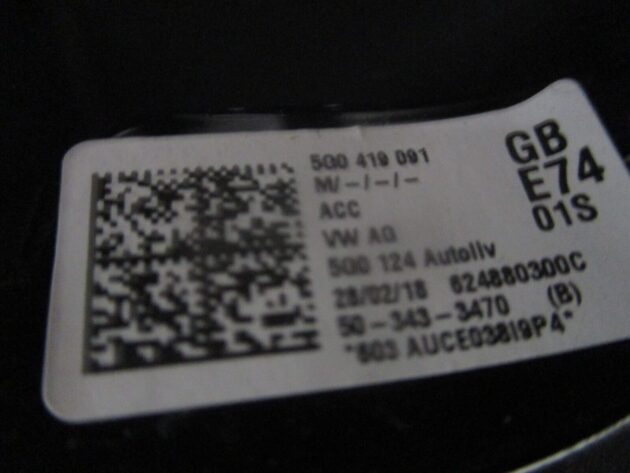 5G0 419 091
M/-/-/-
ACC
VW AG
5G0 124 Autoliv
28/02/18 624880300C
50-343-3470 (B)
*603 AUCE038I9P4*
GB
E74
01S